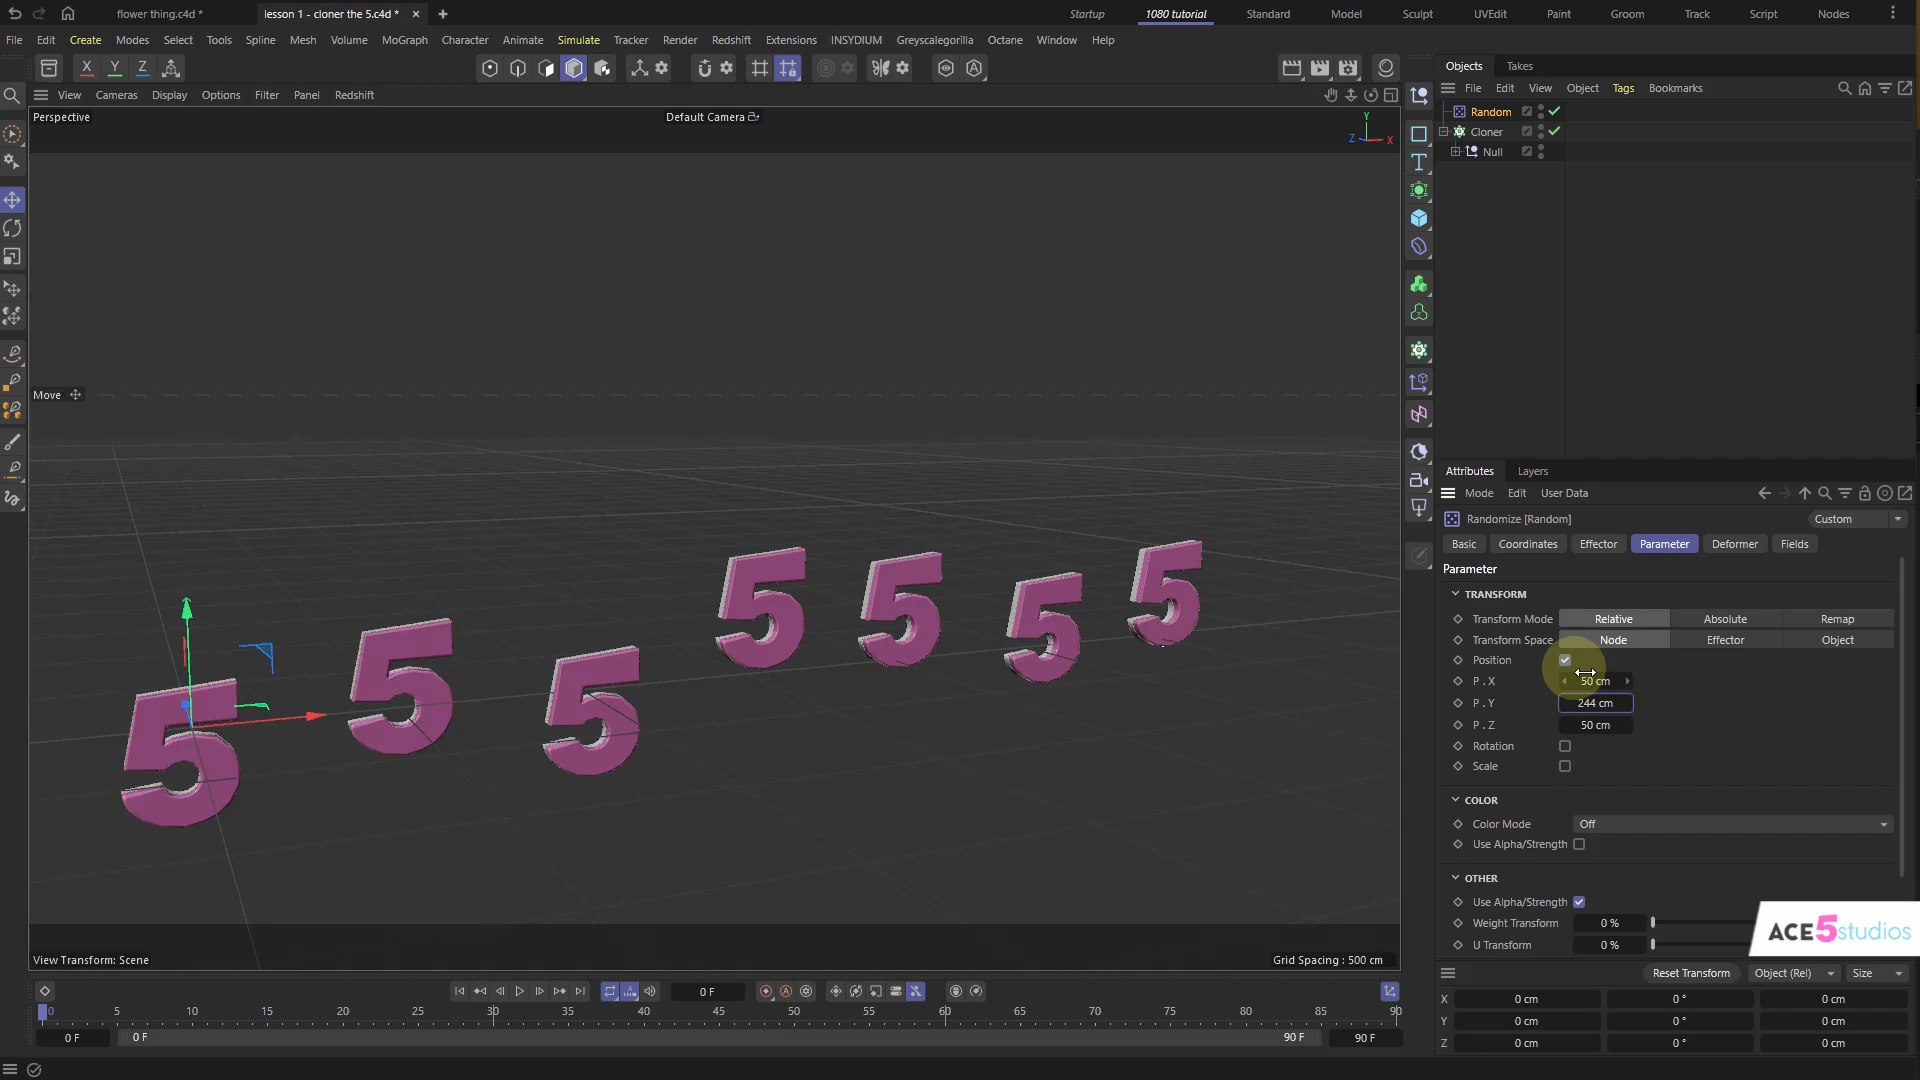 flower thing.c4d *
lesson 1 - cloner the 5.c4d *
Startup
1080 tutorial
Standard
Model
Sculpt
UVEdit
Paint
Groom
Track
Script
Nodes
File Edit Create Modes Select Tools Spline Mesh Volume MoGraph Character Animate Simulate Tracker Render Redshift Extensions INSYDIUM Greyscalegorilla Octane Window Help
X Y Z
Objects Takes
View Cameras Display Options Filter Panel Redshift
File Edit View Object Tags Bookmarks
Perspective
Default Camera
Y
Z X
Random
Cloner
Null
Move
5 5 5 5 5 5 5
View Transform: Scene
Grid Spacing : 500 cm
Attributes Layers
Mode Edit User Data
Randomize [Random]
Custom
Basic Coordinates Effector Parameter Deformer Fields
Parameter
TRANSFORM
Transform Mode Relative Absolute Remap
Transform Space Node Effector Object
Position
P . X 50 cm
P . Y 244 cm
P . Z 50 cm
Rotation
Scale
COLOR
Color Mode Off
Use Alpha/Strength
OTHER
Use Alpha/Strength
Weight Transform 0 %
U Transform 0 %
ACE5studios
Reset Transform Object (Rel) Size
X 0 cm 0 ° 0 cm
Y 0 cm 0 ° 0 cm
Z 0 cm 0 ° 0 cm
0 F
0 5 10 15 20 25 30 35 40 45 50 55 60 65 70 75 80 85 90
0 F 0 F 90 F 90 F